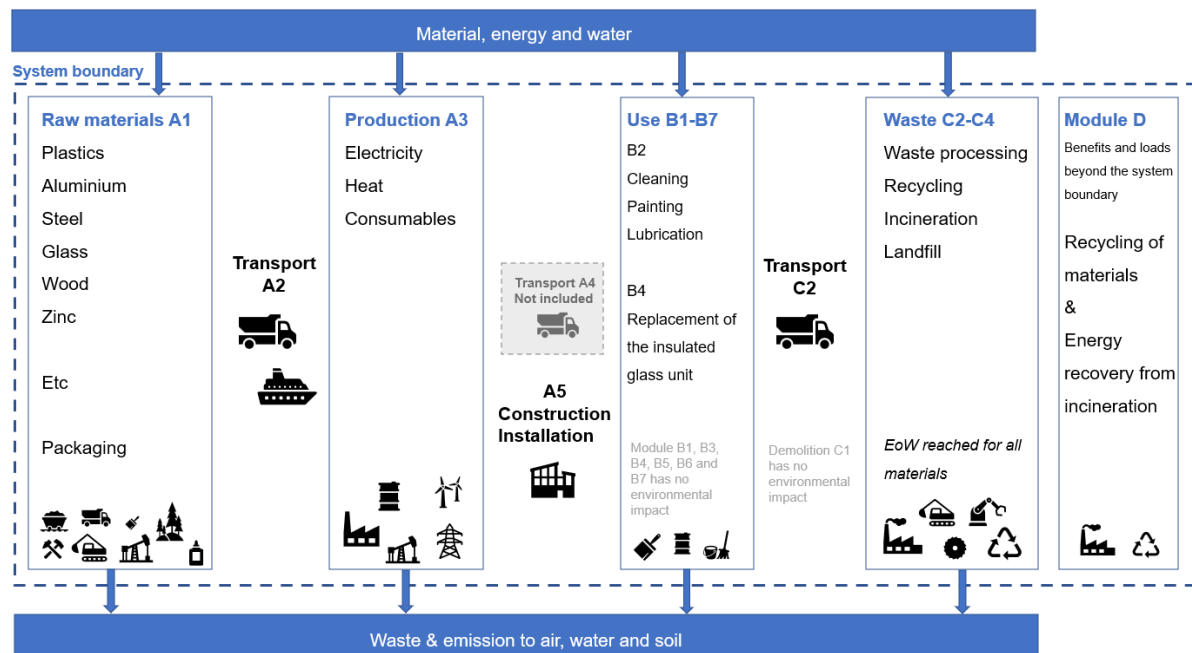 Material, energy and water
System boundary
Raw materials A1
Plastics
Aluminium
Steel
Glass
Wood
Zinc
Etc
Packaging
Transport
A2
Production A3
Electricity
Heat
Consumables
Transport A4
Not included
A5
Construction
Installation
Use B1-B7
B2
Cleaning
Painting
Lubrication
B4
Replacement of
the insulated
glass unit
Module B1, B3,
B4, B5, B6 and
B7 has no
environmental
impact
Transport
C2
Demolition C1
has no
environmental
impact
Waste C2-C4
Waste processing
Recycling
Incineration
Landfill
EoW reached for all
materials
Module D
Benefits and loads
beyond the system
boundary
Recycling of
materials
&
Energy
recovery from
incineration
Waste & emission to air, water and soil